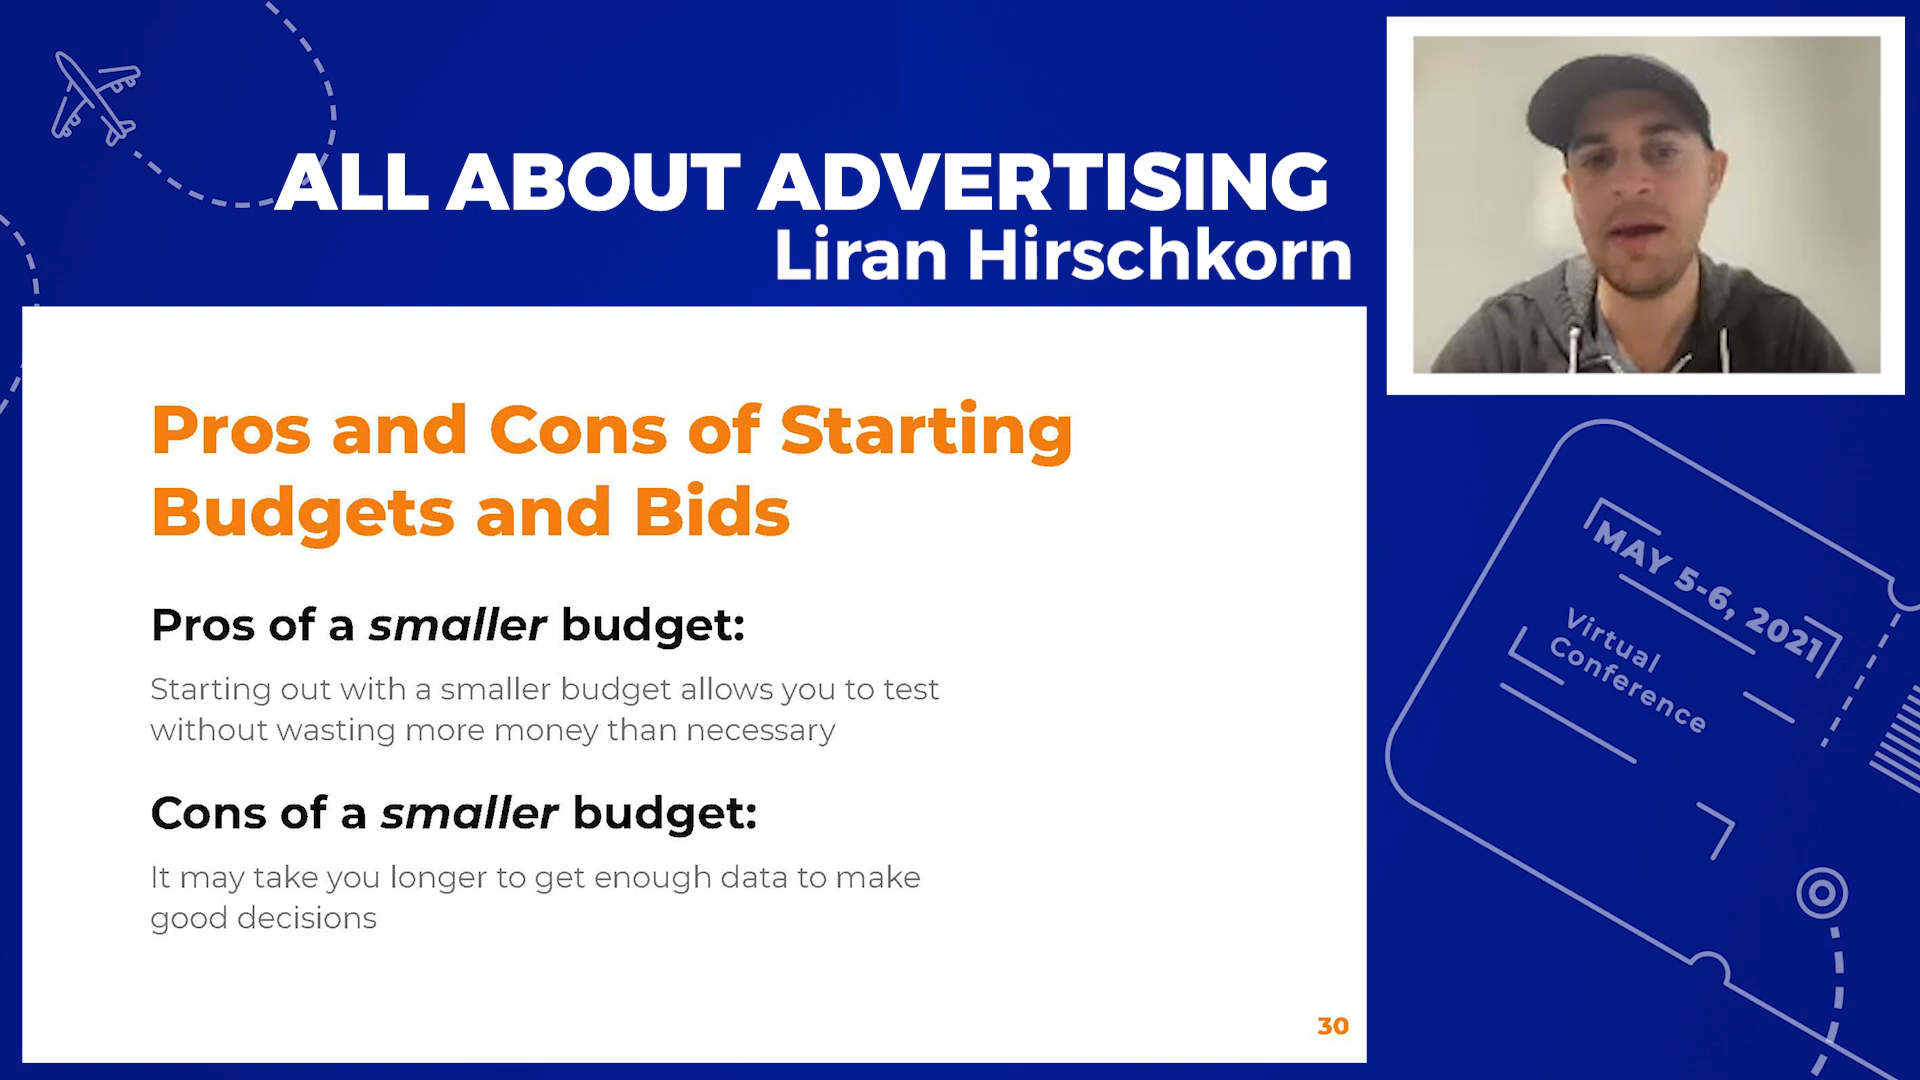 ALL ABOUT ADVERTISING
Liran Hirschkorn
Pros and Cons of Starting
Budgets and Bids
Pros of a smaller budget:
Starting out with a smaller budget allows you to test
without wasting more money than necessary
Cons of a smaller budget:
It may take you longer to get enough data to make
good decisions
30
MAY 5-6, 2021
Virtual
Conference